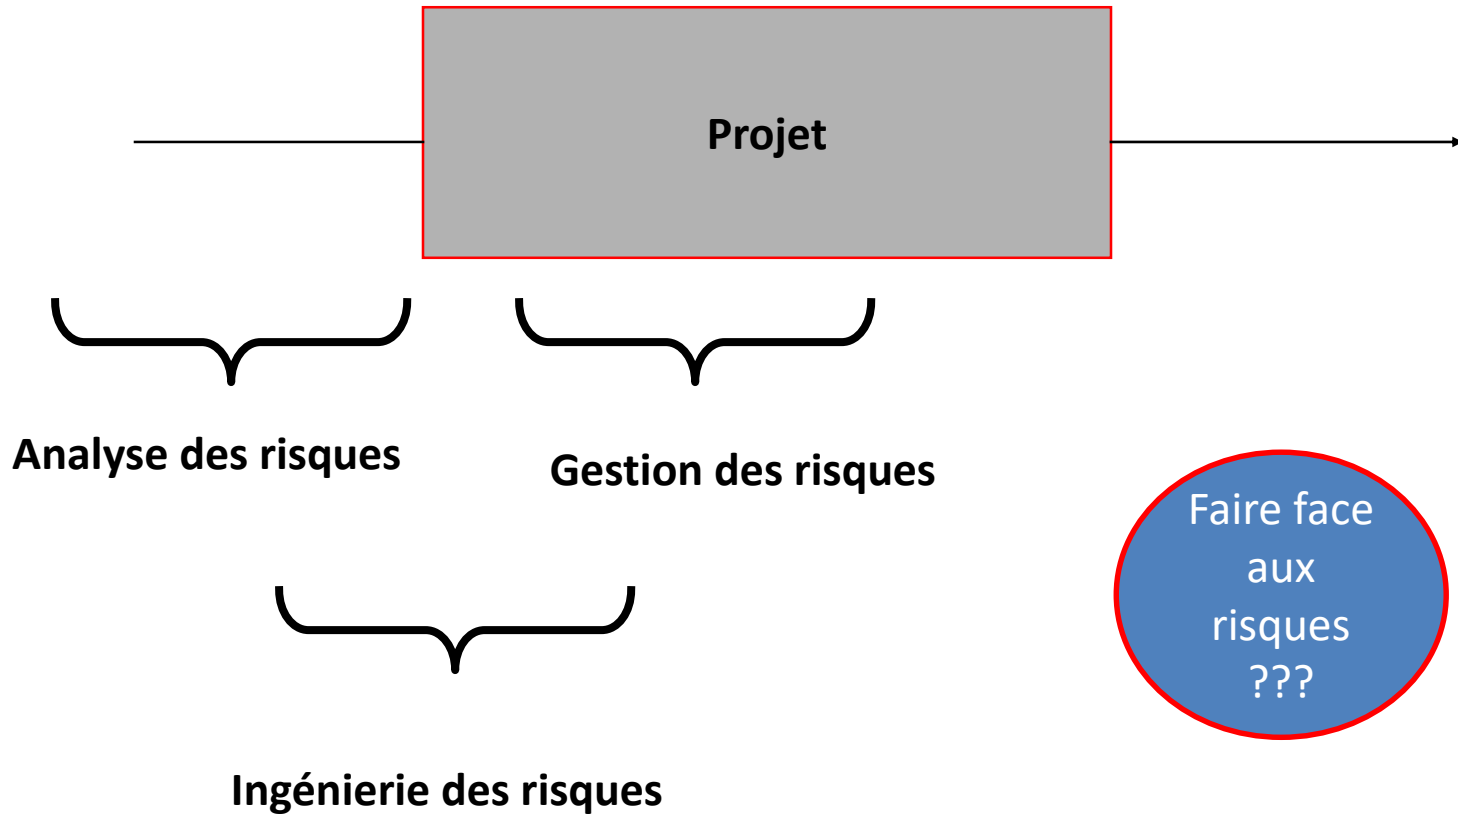 Projet
Analyse des risques
Gestion des risques
Faire face
aux
risques
???
Ingénierie des risques